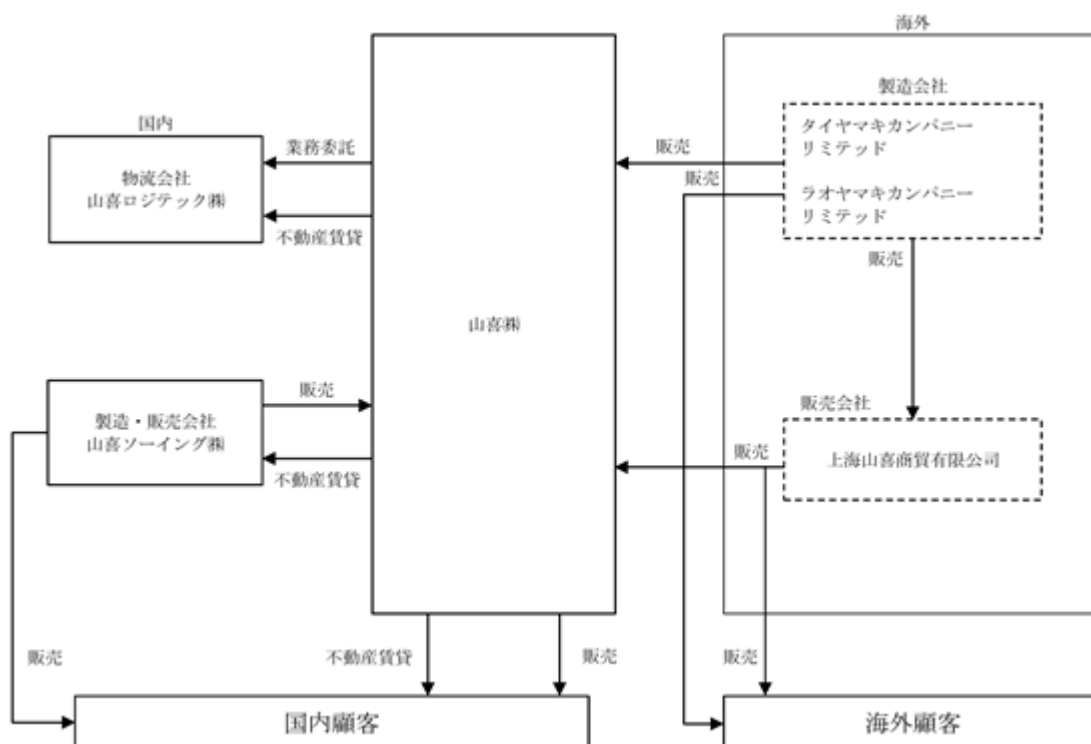 海外
製造会社
タイヤマキカンパニー
リミテッド
ラオヤマキカンパニー
リミテッド
国内
物流会社
山喜ロジテック㈱
業務委託
不動産賃貸
山喜㈱
販売
販売
販売
製造・販売会社
山喜ソーイング㈱
販売
不動産賃貸
販売会社
上海山喜商貿有限公司
販売
販売
不動産賃貸
販売
販売
国内顧客
海外顧客